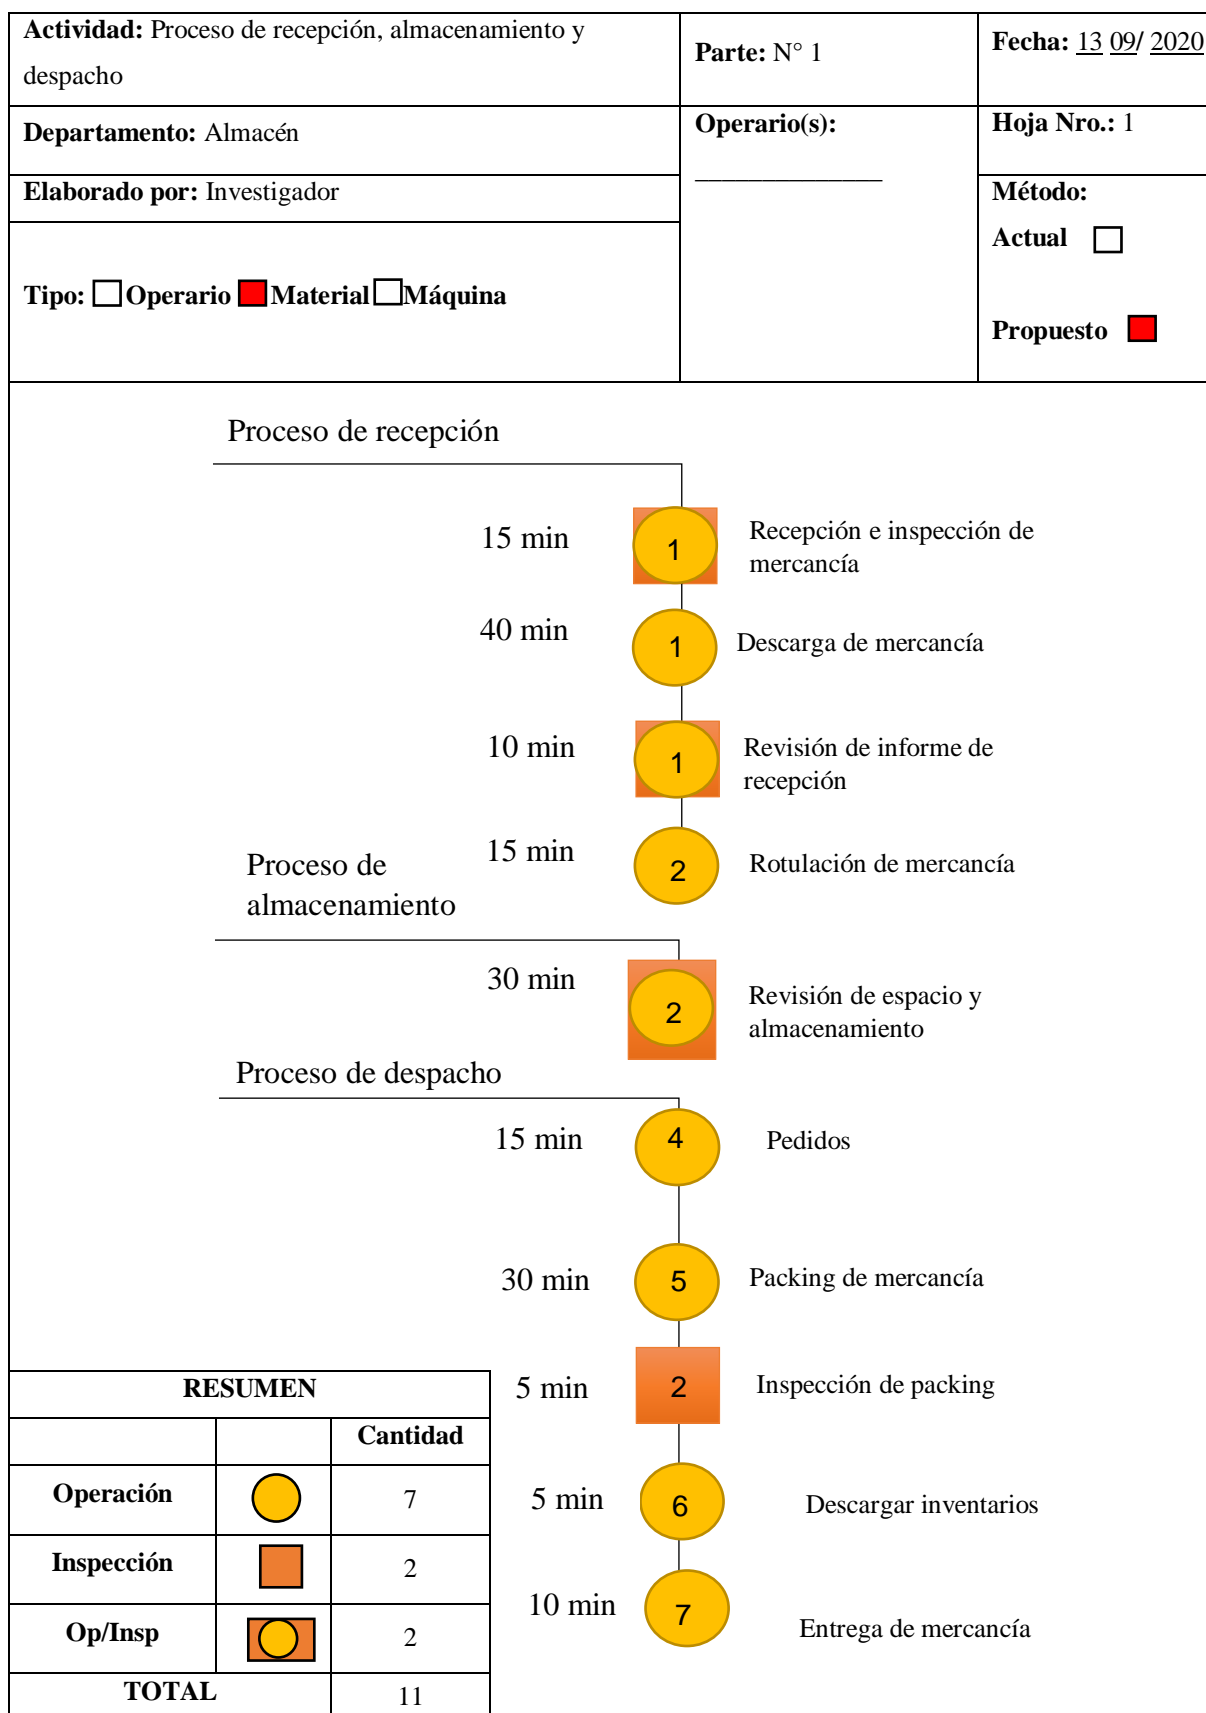 Actividad: Proceso de recepción, almacenamiento y
despacho
Parte: N° 1
Fecha: 13 09/ 2020
Departamento: Almacén
Operario(s):
______________
Hoja Nro.: 1
Elaborado por: Investigador
Método:
Actual
Tipo: Operario Material Máquina
Propuesto
Proceso de recepción
15 min 1 Recepción e inspección de
mercancía
40 min 1 Descarga de mercancía
10 min 1 Revisión de informe de
recepción
15 min 2 Rotulación de mercancía
Proceso de
almacenamiento
30 min 2 Revisión de espacio y
almacenamiento
Proceso de despacho
15 min 4 Pedidos
30 min 5 Packing de mercancía
5 min 2 Inspección de packing
5 min 6 Descargar inventarios
10 min 7 Entrega de mercancía
RESUMEN
Cantidad
Operación 7
Inspección 2
Op/Insp 2
TOTAL 11